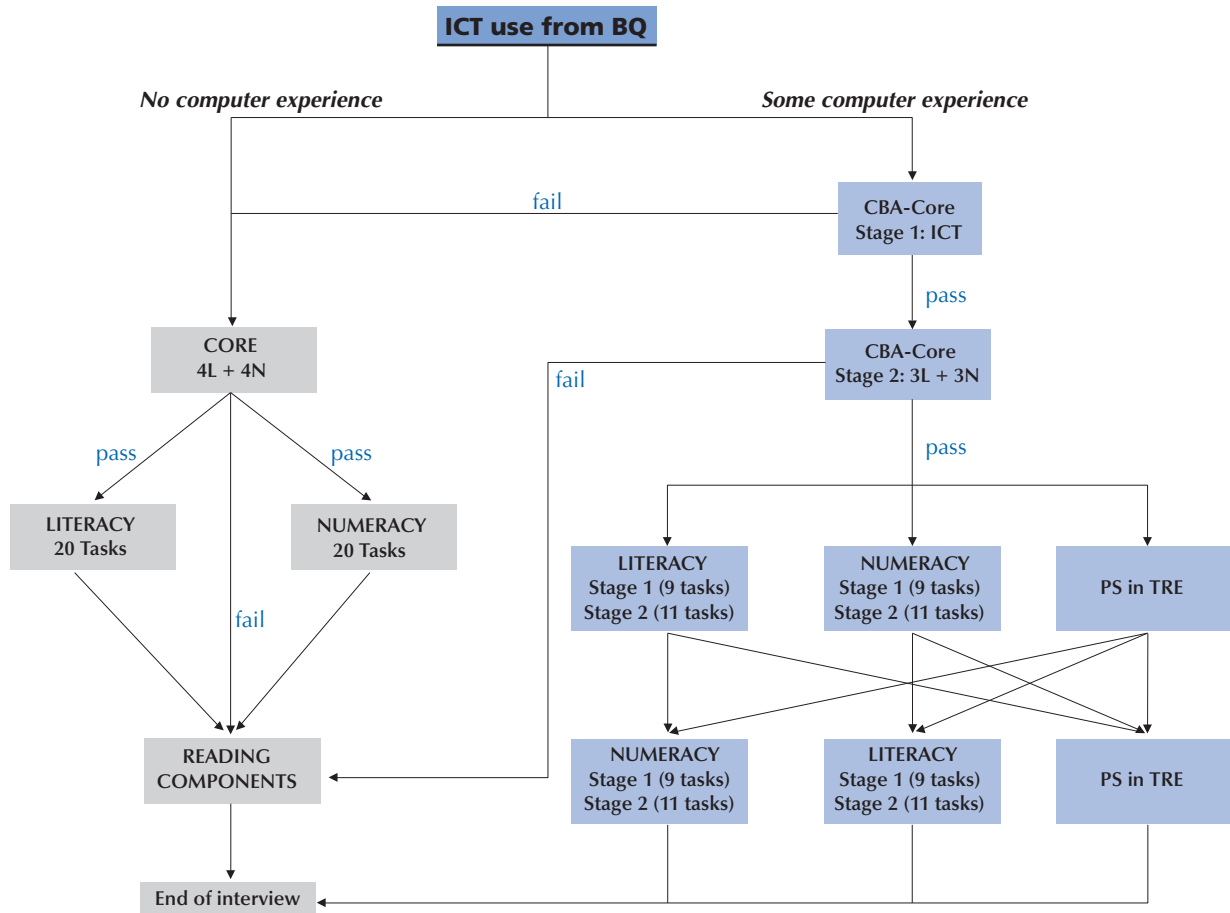 ICT use from BQ
No computer experience
Some computer experience
fail
CBA-Core
Stage 1: ICT
pass
CORE
4L + 4N
CBA-Core
Stage 2: 3L + 3N
fail
pass
pass
pass
LITERACY
20 Tasks
NUMERACY
20 Tasks
fail
LITERACY
Stage 1 (9 tasks)
Stage 2 (11 tasks)
NUMERACY
Stage 1 (9 tasks)
Stage 2 (11 tasks)
PS in TRE
READING
COMPONENTS
NUMERACY
Stage 1 (9 tasks)
Stage 2 (11 tasks)
LITERACY
Stage 1 (9 tasks)
Stage 2 (11 tasks)
PS in TRE
End of interview